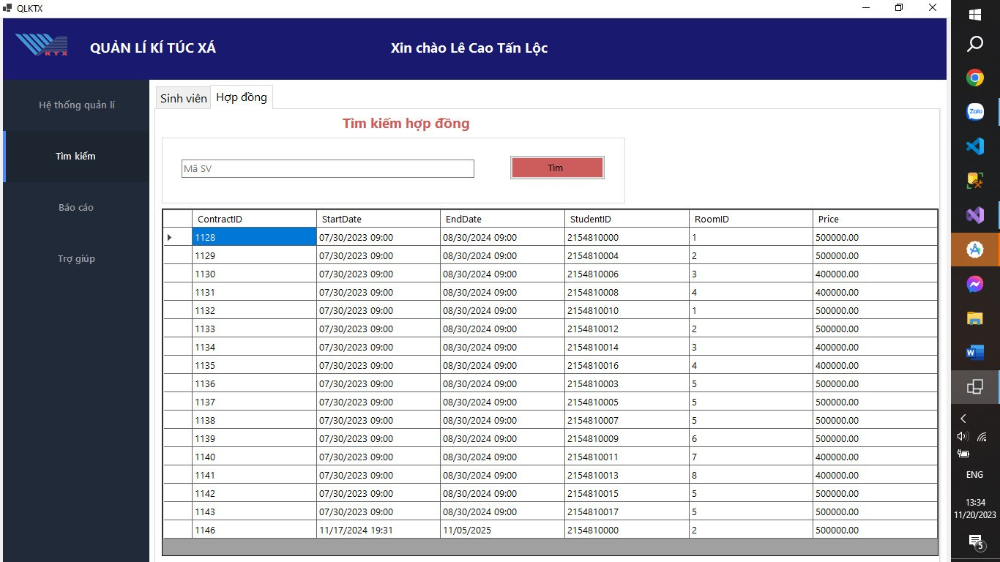 QLKTX
KTX
QUẢN LÍ KÍ TÚC XÁ
Xin chào Lê Cao Tấn Lộc
Hệ thống quản lí
Tìm kiếm
Báo cáo
Trợ giúp
Sinh viên Hợp đồng
Tìm kiếm hợp đồng
Mã SV
Tìm
ContractID StartDate EndDate StudentID RoomID Price
1128 07/30/2023 09:00 08/30/2024 09:00 2154810000 1 500000.00
1129 07/30/2023 09:00 08/30/2024 09:00 2154810004 2 500000.00
1130 07/30/2023 09:00 08/30/2024 09:00 2154810006 3 400000.00
1131 07/30/2023 09:00 08/30/2024 09:00 2154810008 4 400000.00
1132 07/30/2023 09:00 08/30/2024 09:00 2154810010 1 500000.00
1133 07/30/2023 09:00 08/30/2024 09:00 2154810012 2 500000.00
1134 07/30/2023 09:00 08/30/2024 09:00 2154810014 3 400000.00
1135 07/30/2023 09:00 08/30/2024 09:00 2154810016 4 400000.00
1136 07/30/2023 09:00 08/30/2024 09:00 2154810003 5 500000.00
1137 07/30/2023 09:00 08/30/2024 09:00 2154810005 5 500000.00
1138 07/30/2023 09:00 08/30/2024 09:00 2154810007 5 500000.00
1139 07/30/2023 09:00 08/30/2024 09:00 2154810009 6 500000.00
1140 07/30/2023 09:00 08/30/2024 09:00 2154810011 7 400000.00
1141 07/30/2023 09:00 08/30/2024 09:00 2154810013 8 400000.00
1142 07/30/2023 09:00 08/30/2024 09:00 2154810015 5 500000.00
1143 07/30/2023 09:00 08/30/2024 09:00 2154810017 5 500000.00
1146 11/17/2024 19:31 11/05/2025 2154810000 2 500000.00
Zalo
W
ENG
13:34
11/20/2023
5